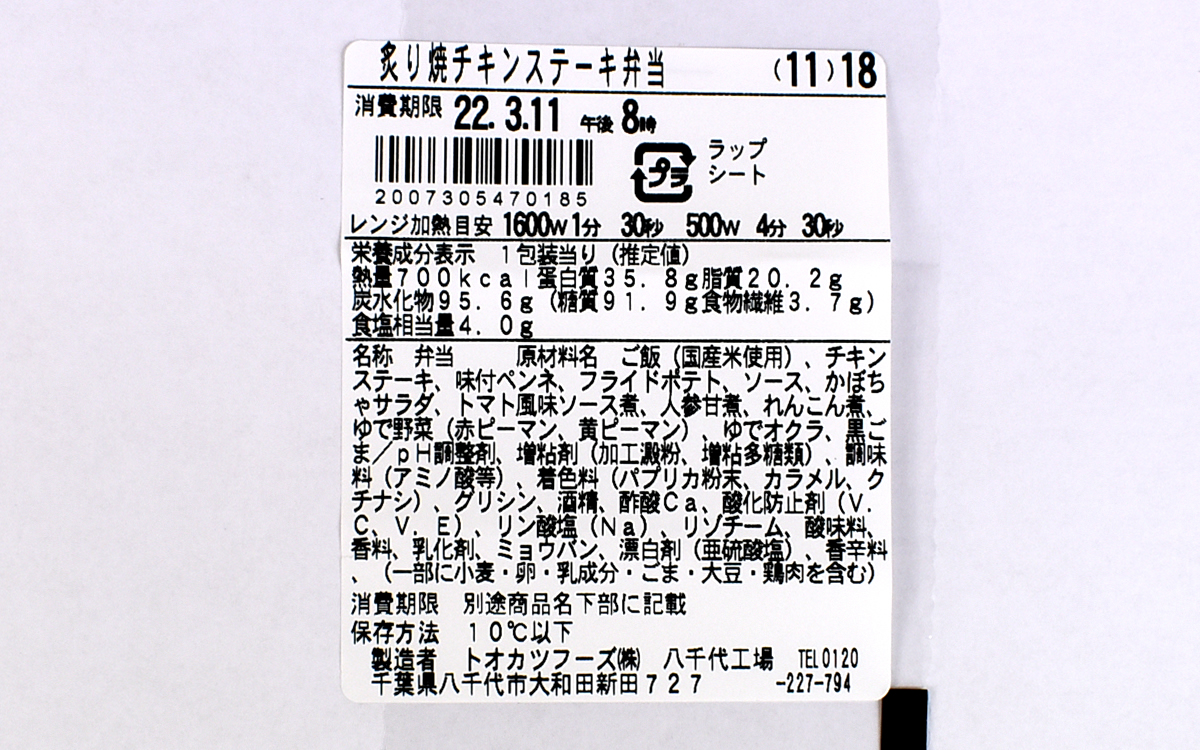 炙り焼チキンステーキ弁当 (11)18
消費期限 22. 3.11 午後 8時
プラ
ラップ
シート
2007305470185
レンジ加熱目安 1600W 1分 30秒 500W 4分 30秒
栄養成分表示 1包装当り(推定値)
熱量700kcal蛋白質35.8g脂質20.2g
炭水化物95.6g(糖質91.9g食物繊維3.7g)
食塩相当量4.0g
名称 弁当 原材料名 ご飯(国産米使用)、チキン
ステーキ、味付ペンネ、フライドポテト、ソース、かぼち
ゃサラダ、トマト風味ソース煮、人参甘煮、れんこん煮、
ゆで野菜(赤ピーマン、黄ピーマン)、ゆでオクラ、黒ご
ま/pH調整剤、増粘剤(加工澱粉、増粘多糖類)、調味
料(アミノ酸等)、着色料(パプリカ粉末、カラメル、ク
チナシ)、グリシン、酒精、酢酸Ca、酸化防止剤(V.
C、V.E)、リン酸塩(Na)、リゾチーム、酸味料、
香料、乳化剤、ミョウバン、漂白剤(亜硫酸塩)、香辛料
、(一部に小麦・卵・乳成分・ごま・大豆・鶏肉を含む)
消費期限 別途商品名下部に記載
保存方法 10℃以下
製造者 トオカツフーズ㈱ 八千代工場 TEL0120
千葉県八千代市大和田新田727 -227-794